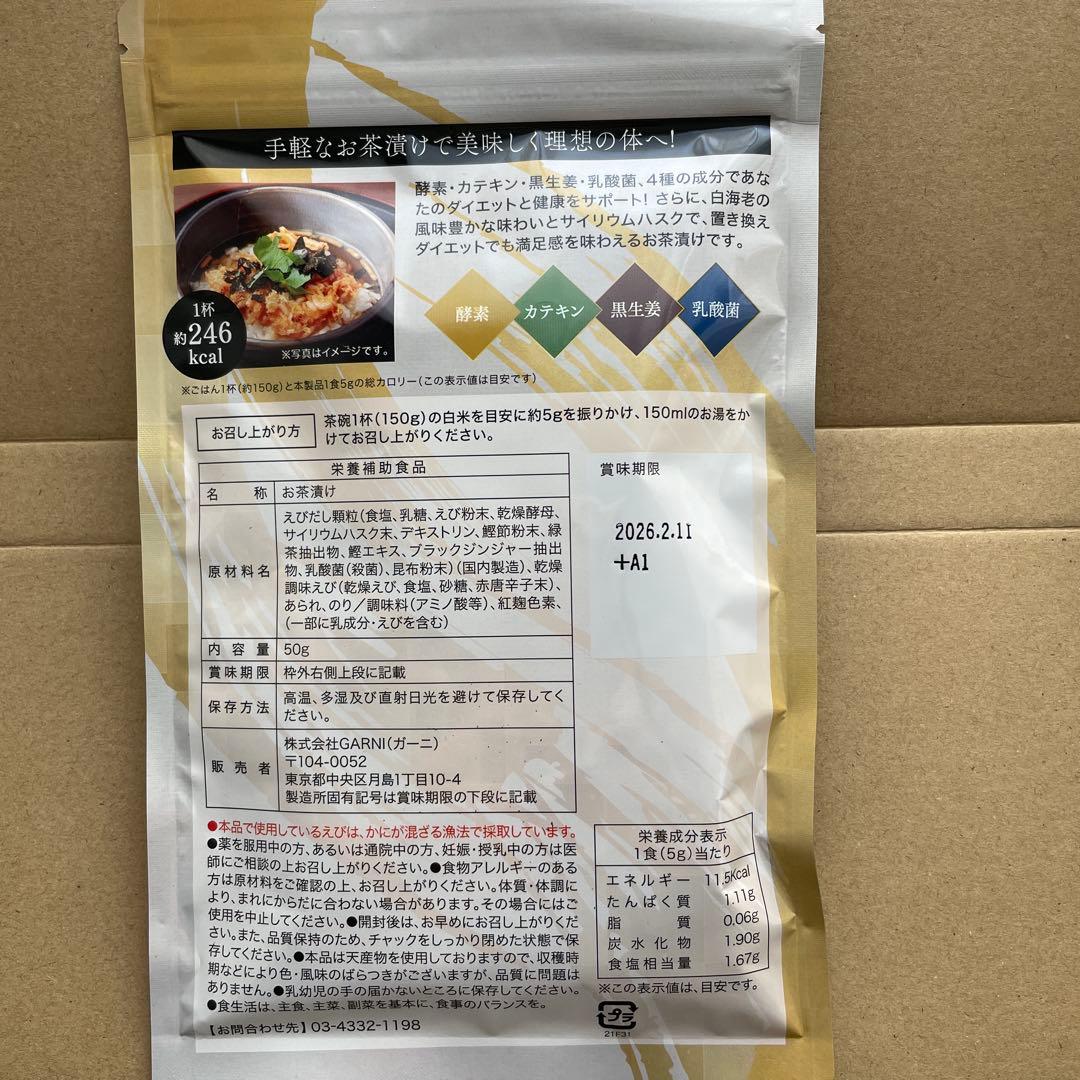 手軽なお茶漬けで美味しく理想の体へ!
酵素・カテキン・黒生姜・乳酸菌、4種の成分であな
たのダイエットと健康をサポート! さらに、白海老の
風味豊かな味わいとサイリウムハスクで、置き換え
ダイエットでも満足感を味わえるお茶漬けです。
酵素
カテキン
黒生姜
乳酸菌
1杯
約246
kcal
※写真はイメージです。
※ごはん1杯(約150g)と本製品1食5gの総カロリー(この表示値は目安です)
お召し上がり方
茶碗1杯(150g)の白米を目安に約5gを振りかけ、150mlのお湯をか
けてお召し上がりください。
栄養補助食品
名称 お茶漬け
原材料名
えびだし顆粒(食塩、乳糖、えび粉末、乾燥酵母、
サイリウムハスク末、デキストリン、鰹節粉末、緑
茶抽出物、鰹エキス、ブラックジンジャー抽出
物、乳酸菌(殺菌)、昆布粉末)(国内製造)、乾燥
調味えび(乾燥えび、食塩、砂糖、赤唐辛子末)、
あられ、のり/調味料(アミノ酸等)、紅麹色素、
(一部に乳成分・えびを含む)
内容量 50g
賞味期限 枠外右側上段に記載
保存方法
高温、多湿及び直射日光を避けて保存してく
ださい。
販売者
株式会社GARNI(ガーニ)
〒104-0052
東京都中央区月島1丁目10-4
製造所固有記号は賞味期限の下段に記載
賞味期限
2026.2.11
+A1
●本品で使用しているえびは、かにが混ざる漁法で採取しています。
●薬を服用中の方、あるいは通院中の方、妊娠・授乳中の方は医
師にご相談の上お召し上がりください。●食物アレルギーのある
方は原材料をご確認の上、お召し上がりください。体質・体調に
より、まれにからだに合わない場合があります。その場合にはご
使用を中止してください。●開封後は、お早めにお召し上がりくだ
さい。また、品質保持のため、チャックをしっかり閉めた状態で保
存してください。●本品は天産物を使用しておりますので、収穫時
期などにより色・風味のばらつきがございますが、品質に問題は
ありません。●乳幼児の手の届かないところに保存してください。
●食生活は、主食、主菜、副菜を基本に、食事のバランスを。
【お問合わせ先】03-4332-1198
栄養成分表示
1食(5g)当たり
エネルギー 11.5Kcal
たんぱく質 1.11g
脂質 0.06g
炭水化物 1.90g
食塩相当量 1.67g
※この表示値は、目安です。
プラ
21F31